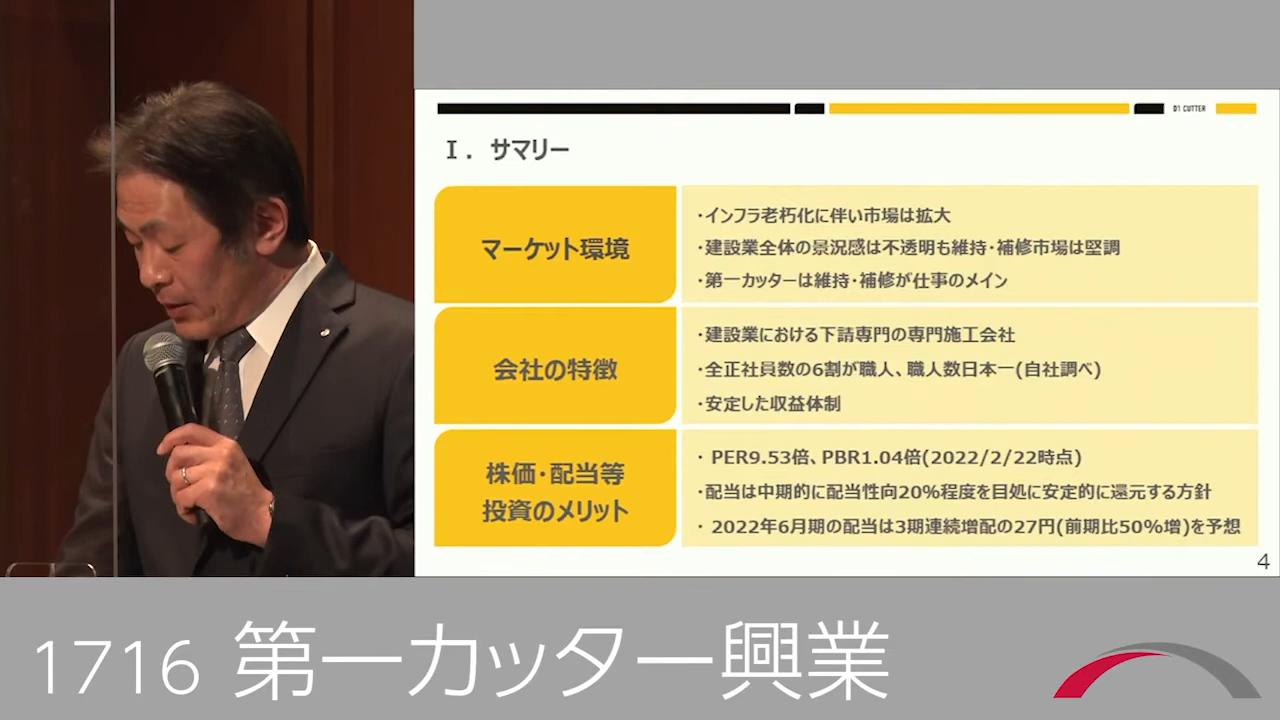 D1 CUTTER
Ⅰ．サマリー
マーケット環境
・インフラ老朽化に伴い市場は拡大
・建設業全体の景況感は不透明も維持・補修市場は堅調
・第一カッターは維持・補修が仕事のメイン
会社の特徴
・建設業における下請専門の専門施工会社
・全正社員数の6割が職人、職人数日本一(自社調べ)
・安定した収益体制
株価・配当等
投資のメリット
・ PER9.53倍、PBR1.04倍(2022/2/22時点)
・配当は中期的に配当性向20%程度を目処に安定的に還元する方針
・ 2022年6月期の配当は3期連続増配の27円(前期比50%増)を予想
4
1716 第一カッター興業